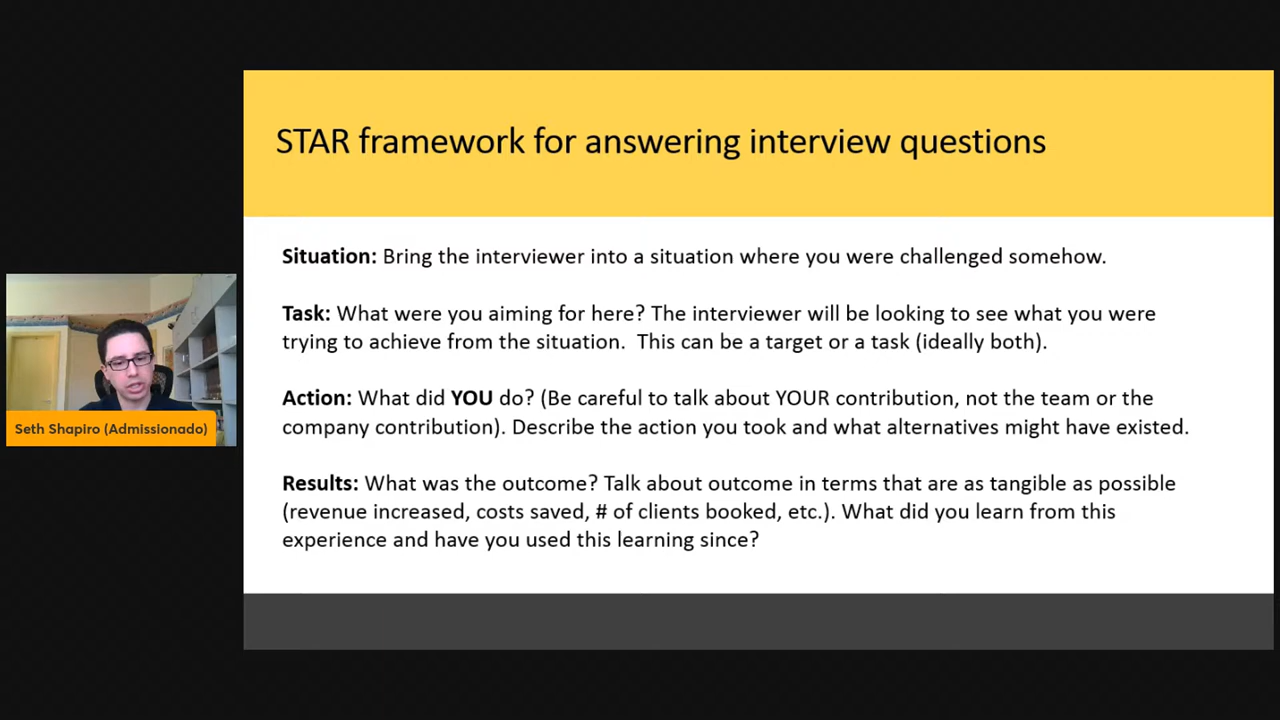 STAR framework for answering interview questions
Situation: Bring the interviewer into a situation where you were challenged somehow.
Task: What were you aiming for here? The interviewer will be looking to see what you were
trying to achieve from the situation.  This can be a target or a task (ideally both).
Action: What did YOU do? (Be careful to talk about YOUR contribution, not the team or the
company contribution). Describe the action you took and what alternatives might have existed.
Results: What was the outcome? Talk about outcome in terms that are as tangible as possible
(revenue increased, costs saved, # of clients booked, etc.). What did you learn from this
experience and have you used this learning since?
Seth Shapiro (Admissionado)